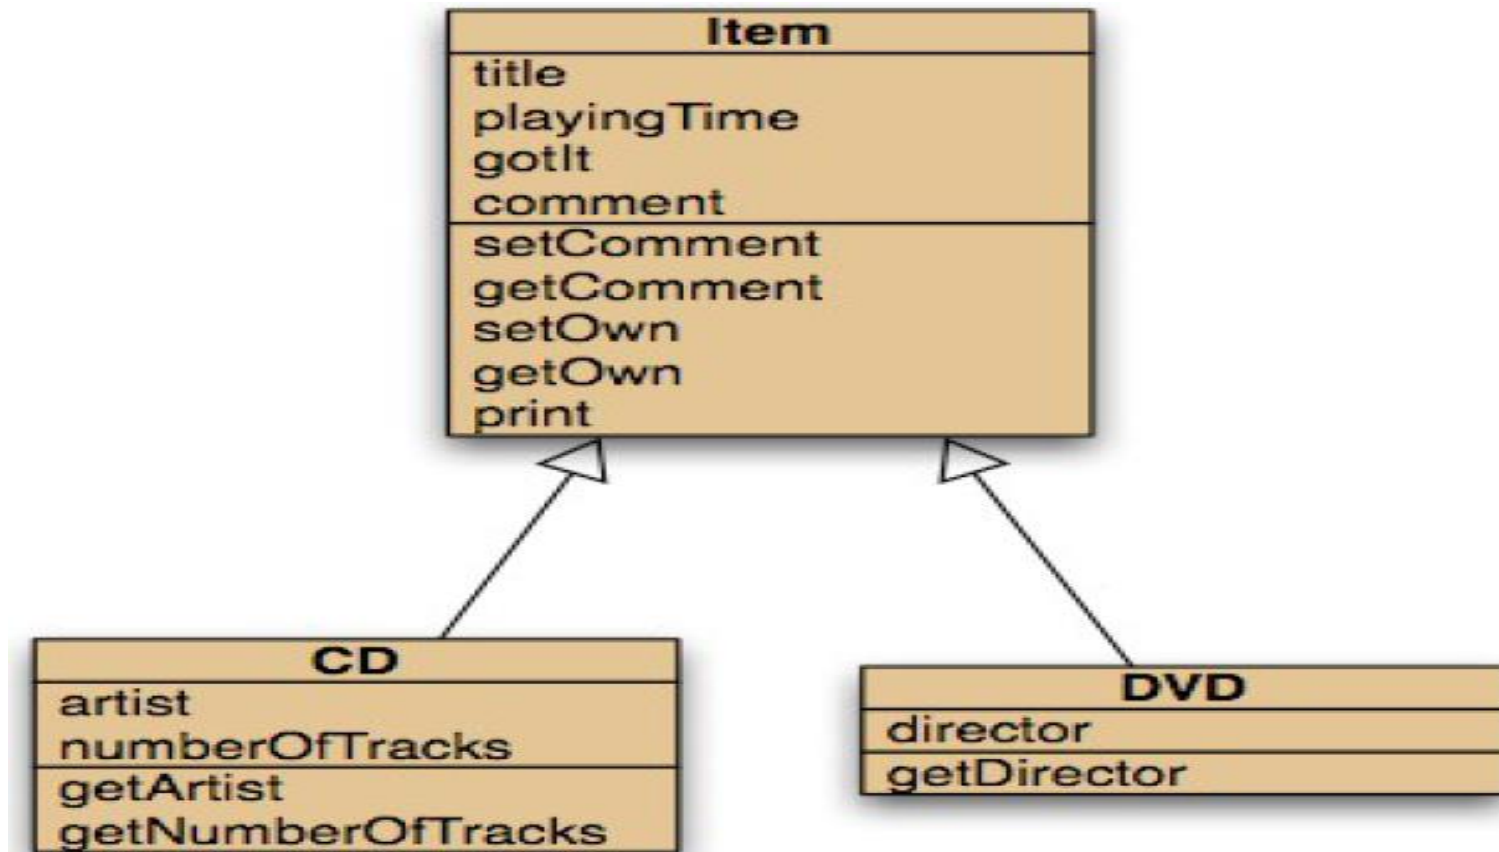 Item
title
playingTime
gotIt
comment
setComment
getComment
setOwn
getOwn
print
CD
artist
numberOfTracks
getArtist
getNumberOfTracks
DVD
director
getDirector